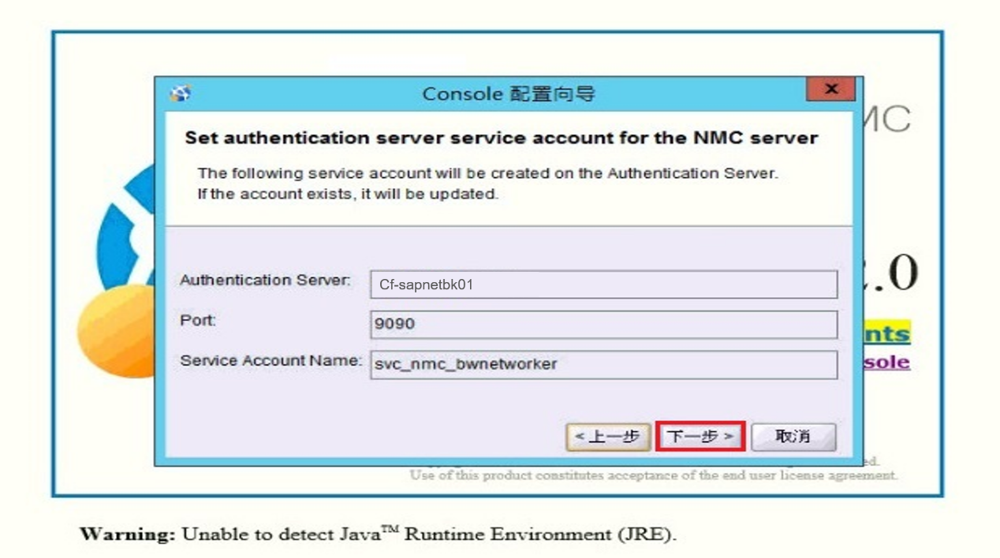 Console 配置向导
x
MC
Set authentication server service account for the NMC server
The following service account will be created on the Authentication Server.
If the account exists, it will be updated.
Authentication Server:
Cf-sapnetbk01
.0
Port:
9090
nts
Service Account Name:
svc_nmc_bwnetworker
sole
<上一步
下一步>
取消
ed.
Use of this product constitutes acceptance of the end user license agreement.
Warning: Unable to detect Java™ Runtime Environment (JRE).